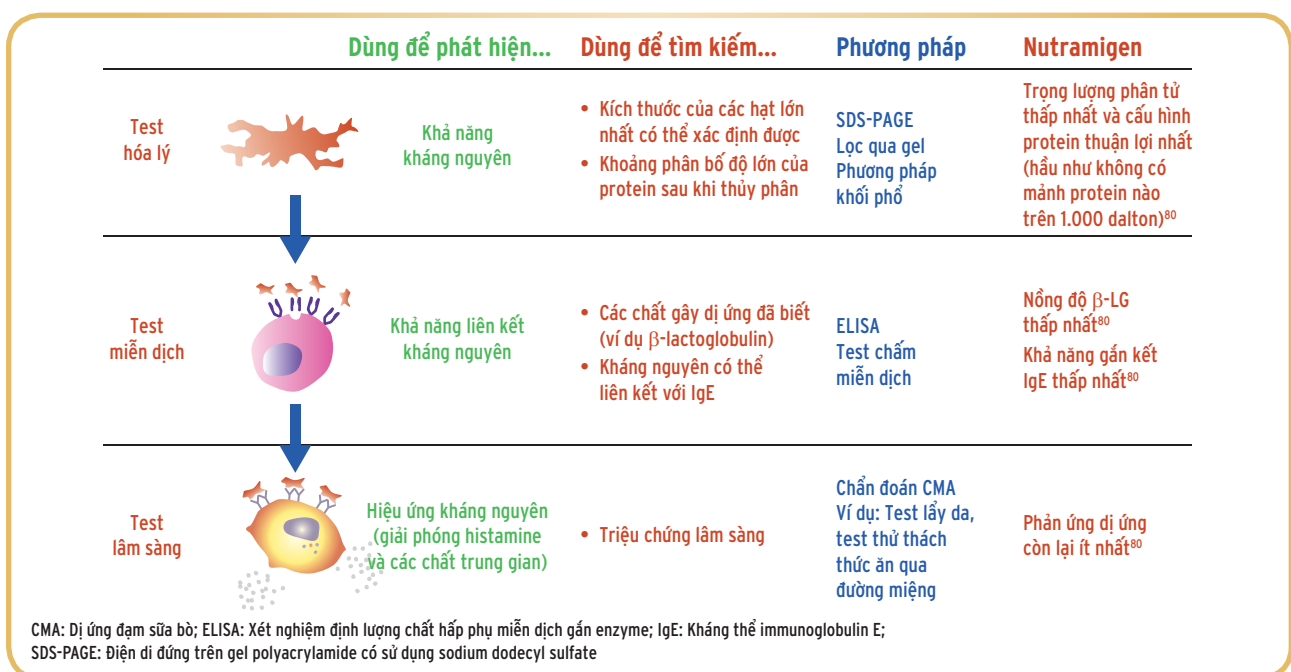 Dùng để phát hiện...
Dùng để tìm kiếm...
Phương pháp
Nutramigen
Test
hóa lý
Khả năng
kháng nguyên
• Kích thước của các hạt lớn
nhất có thể xác định được
• Khoảng phân bố độ lớn của
protein sau khi thủy phân
SDS-PAGE
Lọc qua gel
Phương pháp
khối phổ
Trọng lượng phân tử
thấp nhất và cấu hình
protein thuận lợi nhất
(hầu như không có
mảnh protein nào
trên 1.000 dalton)⁸⁰
Test
miễn dịch
Khả năng liên kết
kháng nguyên
• Các chất gây dị ứng đã biết
(ví dụ β-lactoglobulin)
• Kháng nguyên có thể
liên kết với IgE
ELISA
Test chấm
miễn dịch
Nồng độ β-LG
thấp nhất⁸⁰
Khả năng gắn kết
IgE thấp nhất⁸⁰
Test
lâm sàng
Hiệu ứng kháng nguyên
(giải phóng histamine
và các chất trung gian)
• Triệu chứng lâm sàng
Chẩn đoán CMA
Ví dụ: Test lẩy da,
test thử thách
thức ăn qua
đường miệng
Phản ứng dị ứng
còn lại ít nhất⁸⁰
CMA: Dị ứng đạm sữa bò; ELISA: Xét nghiệm định lượng chất hấp phụ miễn dịch gắn enzyme; IgE: Kháng thể immunoglobulin E;
SDS-PAGE: Điện di đứng trên gel polyacrylamide có sử dụng sodium dodecyl sulfate